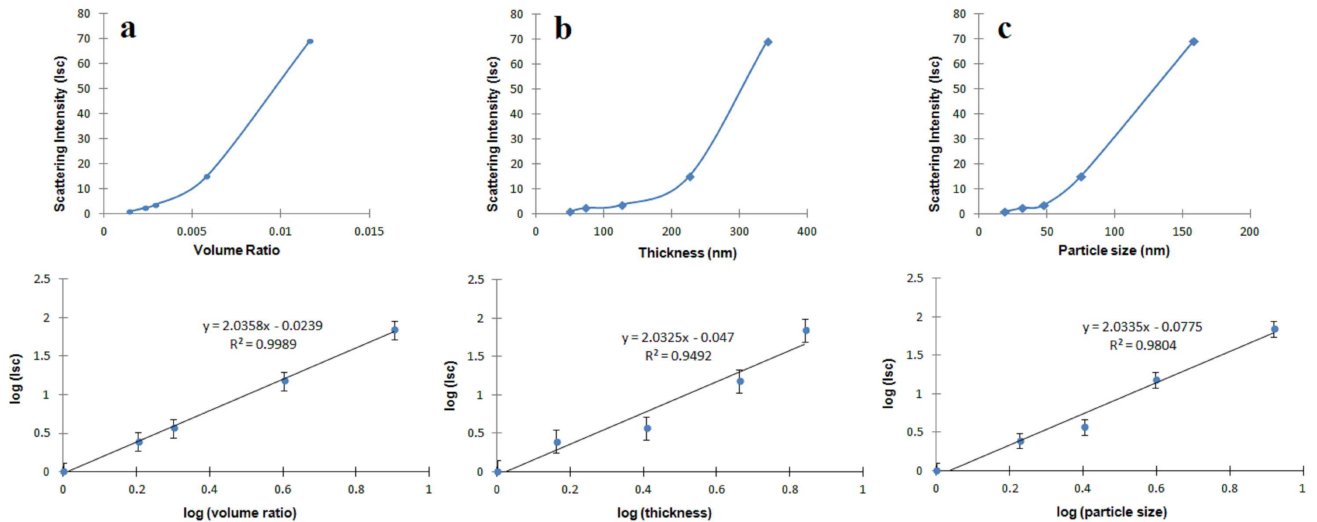 a
80
70
60
50
40
30
20
10
0
Scattering Intensity (Isc)
0 0.005 0.01 0.015
Volume Ratio
b
80
70
60
50
40
30
20
10
0
Scattering Intensity (Isc)
0 100 200 300 400
Thickness (nm)
c
80
70
60
50
40
30
20
10
0
Scattering Intensity (Isc)
0 50 100 150 200
Particle size (nm)
2.5
2
1.5
1
0.5
0
log (Isc)
y = 2.0358x - 0.0239
R² = 0.9989
0 0.2 0.4 0.6 0.8 1
log (volume ratio)
2.5
2
1.5
1
0.5
0
log (Isc)
y = 2.0325x - 0.047
R² = 0.9492
0 0.2 0.4 0.6 0.8 1
log (thickness)
2.5
2
1.5
1
0.5
0
log (Isc)
y = 2.0335x - 0.0775
R² = 0.9804
0 0.2 0.4 0.6 0.8 1
log (particle size)